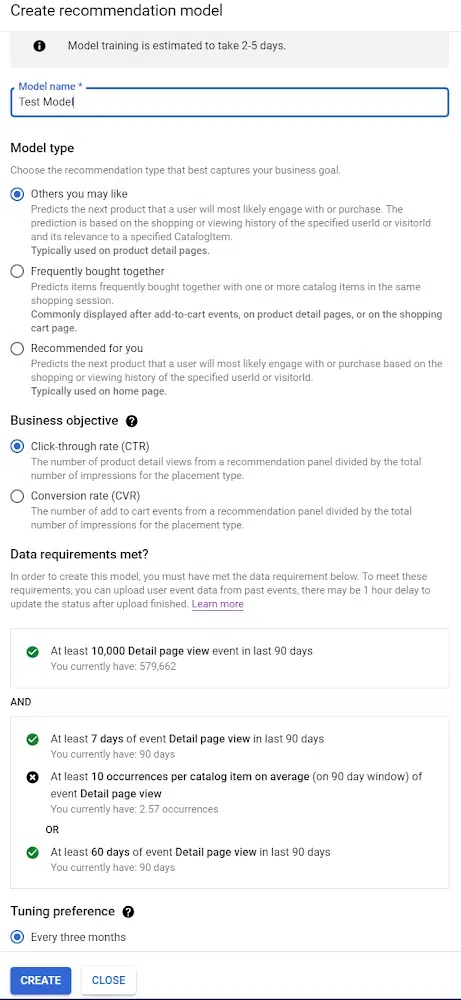 Create recommendation model
Model training is estimated to take 2-5 days.
Model name *
Test Model
Model type
Choose the recommendation type that best captures your business goal.
Others you may like
Predicts the next product that a user will most likely engage with or purchase. The
prediction is based on the shopping or viewing history of the specified userId or visitorId
and its relevance to a specified CatalogItem.
Typically used on product detail pages.
Frequently bought together
Predicts items frequently bought together with one or more catalog items in the same
shopping session.
Commonly displayed after add-to-cart events, on product detail pages, or on the shopping
cart page.
Recommended for you
Predicts the next product that a user will most likely engage with or purchase based on the
shopping or viewing history of the specified userId or visitorId.
Typically used on home page.
Business objective
Click-through rate (CTR)
The number of product detail views from a recommendation panel divided by the total
number of impressions for the placement type.
Conversion rate (CVR)
The number of add to cart events from a recommendation panel divided by the total
number of impressions for the placement type.
Data requirements met?
In order to create this model, you must have met the data requirement below. To meet these
requirements, you can upload user event data from past events, there may be 1 hour delay to
update the status after upload finished. Learn more
At least 10,000 Detail page view event in last 90 days
You currently have: 579,662
AND
At least 7 days of event Detail page view in last 90 days
You currently have: 90 days
At least 10 occurrences per catalog item on average (on 90 day window) of
event Detail page view
You currently have: 2.57 occurrences
OR
At least 60 days of event Detail page view in last 90 days
You currently have: 90 days
Tuning preference
Every three months
CREATE
CLOSE